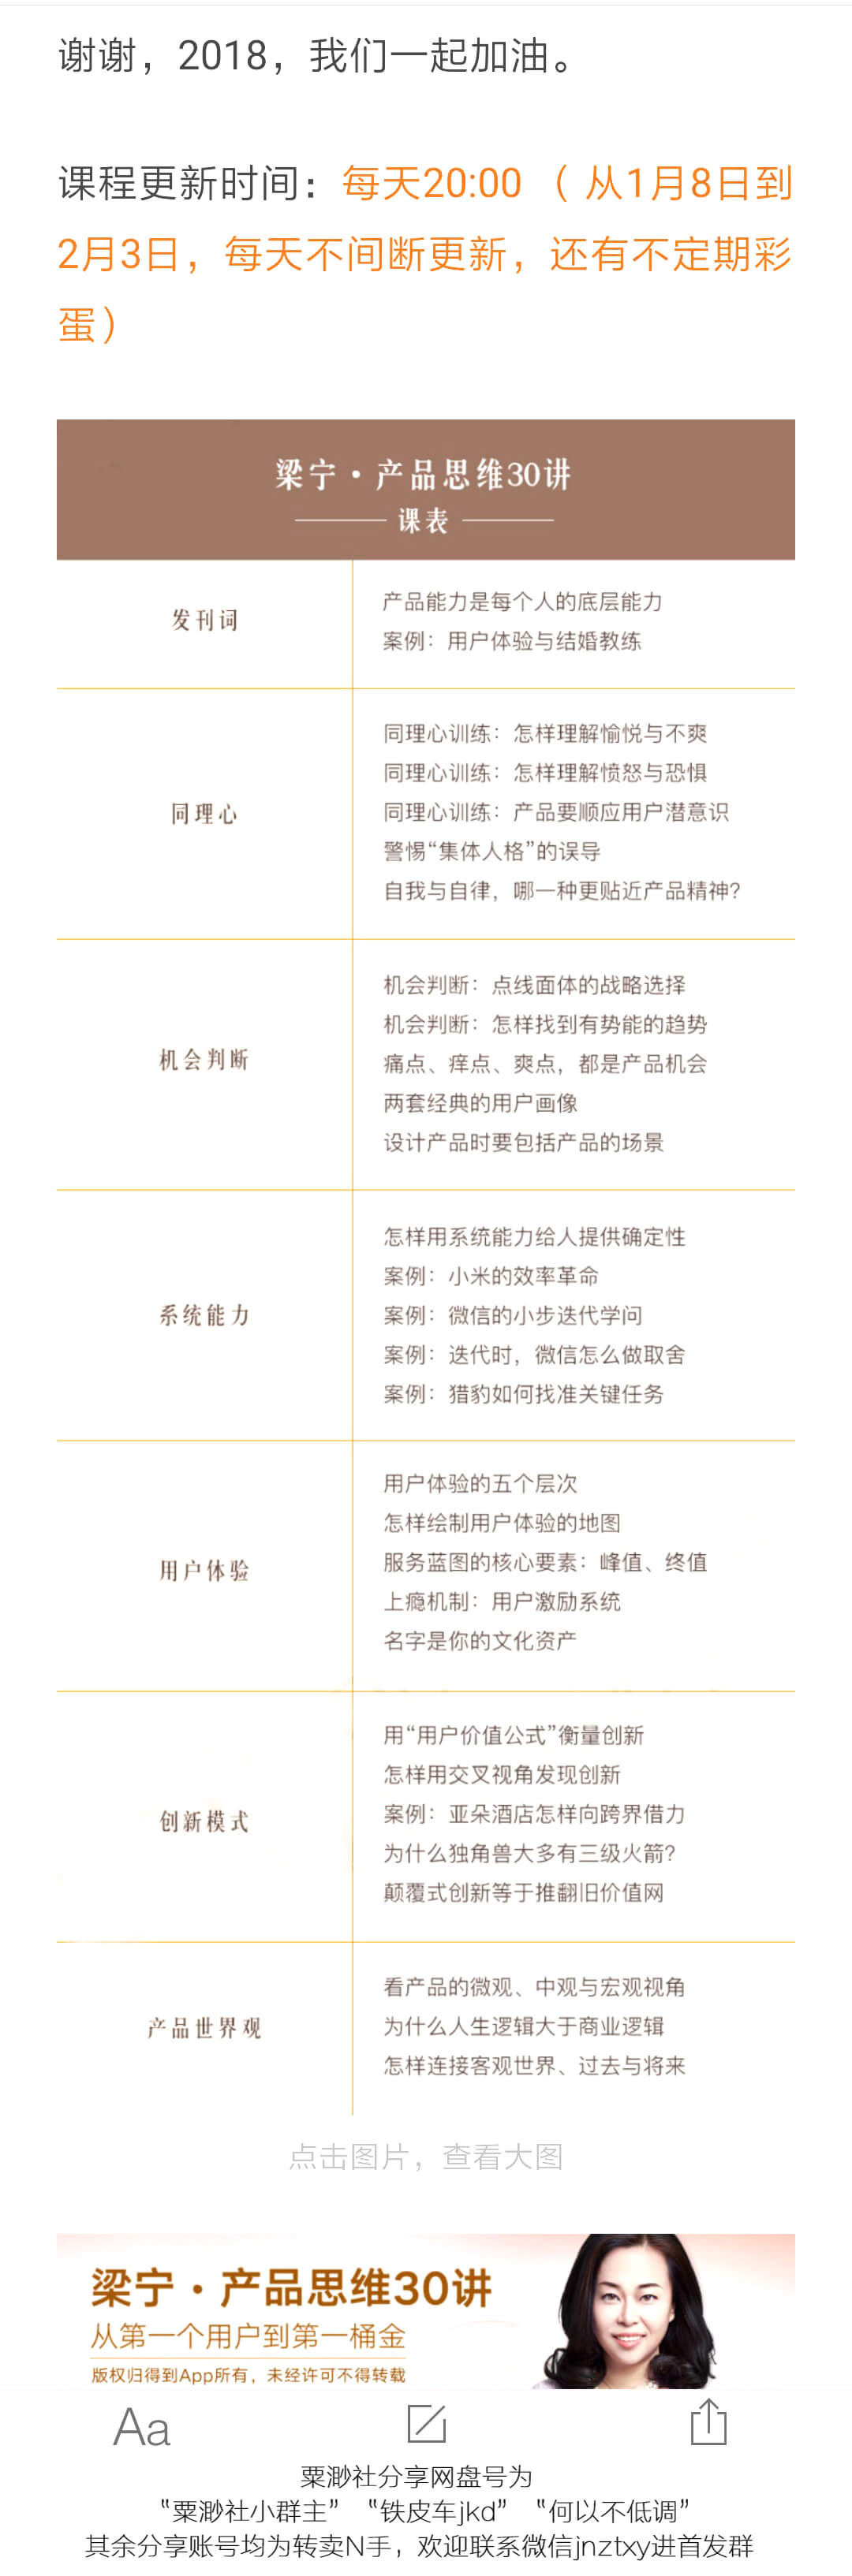 谢谢，2018，我们一起加油。
课程更新时间：每天20:00 （ 从1月8日到
2月3日，每天不间断更新，还有不定期彩
蛋）
梁宁·产品思维30讲
课表
发刊词
产品能力是每个人的底层能力
案例：用户体验与结婚教练
同理心
同理心训练：怎样理解愉悦与不爽
同理心训练：怎样理解愤怒与恐惧
同理心训练：产品要顺应用户潜意识
警惕“集体人格”的误导
自我与自律，哪一种更贴近产品精神？
机会判断
机会判断：点线面体的战略选择
机会判断：怎样找到有势能的趋势
痛点、痒点、爽点，都是产品机会
两套经典的用户画像
设计产品时要包括产品的场景
系统能力
怎样用系统能力给人提供确定性
案例：小米的效率革命
案例：微信的小步迭代学问
案例：迭代时，微信怎么做取舍
案例：猎豹如何找准关键任务
用户体验
用户体验的五个层次
怎样绘制用户体验的地图
服务蓝图的核心要素：峰值、终值
上瘾机制：用户激励系统
名字是你的文化资产
创新模式
用“用户价值公式”衡量创新
怎样用交叉视角发现创新
案例：亚朵酒店怎样向跨界借力
为什么独角兽大多有三级火箭？
颠覆式创新等于推翻旧价值网
产品世界观
看产品的微观、中观与宏观视角
为什么人生逻辑大于商业逻辑
怎样连接客观世界、过去与将来
点击图片，查看大图
梁宁·产品思维30讲
从第一个用户到第一桶金
版权归得到App所有，未经许可不得转载
Aa
粟渺社分享网盘号为
“粟渺社小群主” “铁皮车jkd” “何以不低调”
其余分享账号均为转卖N手，欢迎联系微信jnztxy进首发群